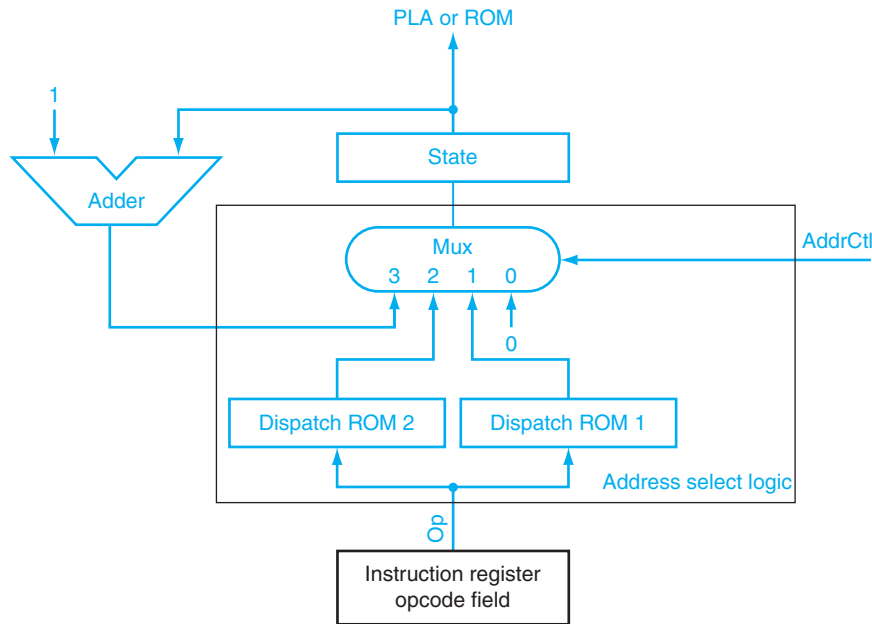 PLA or ROM
1
State
Adder
Mux
AddrCtl
3 2 1 0
0
Dispatch ROM 2
Dispatch ROM 1
Address select logic
Op
Instruction register
opcode field